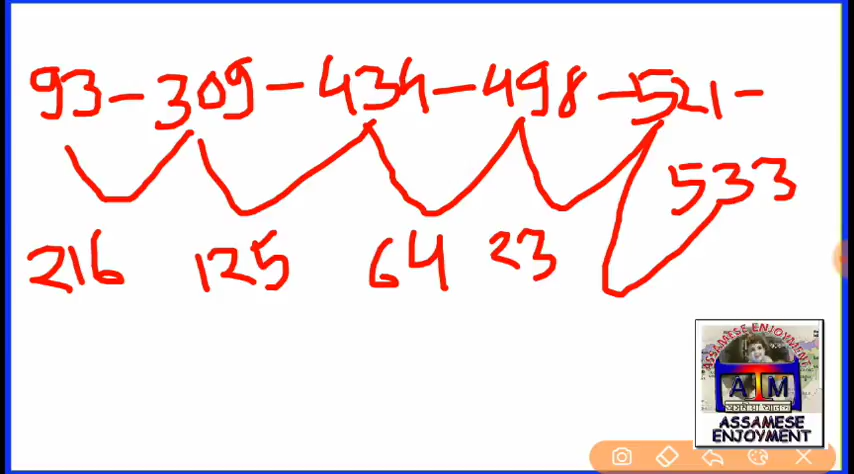 93 - 309 - 434 - 498 - 521 -
533
216 125 64 23
ASSAMESE ENJOYMENT
ATM
ASSAMESE
ENJOYMENT